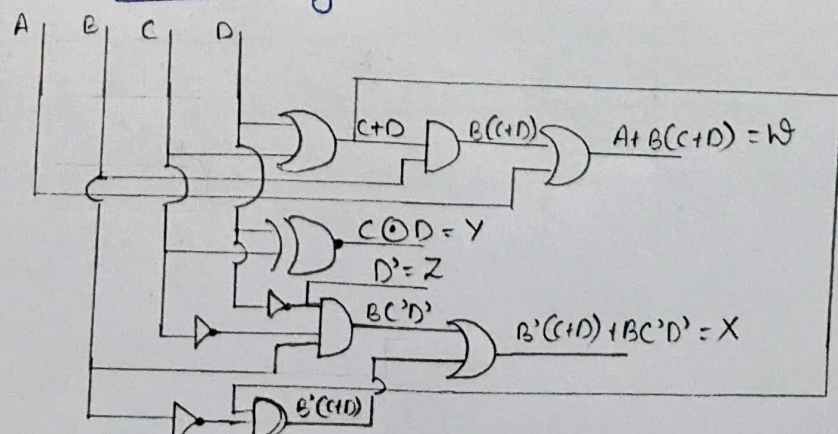 A B C D
C+D
B(C+D)
A+B(C+D) = W
C⊙D = Y
D' = Z
BC'D'
B'(C+D)+BC'D' = X
B'(C+D)